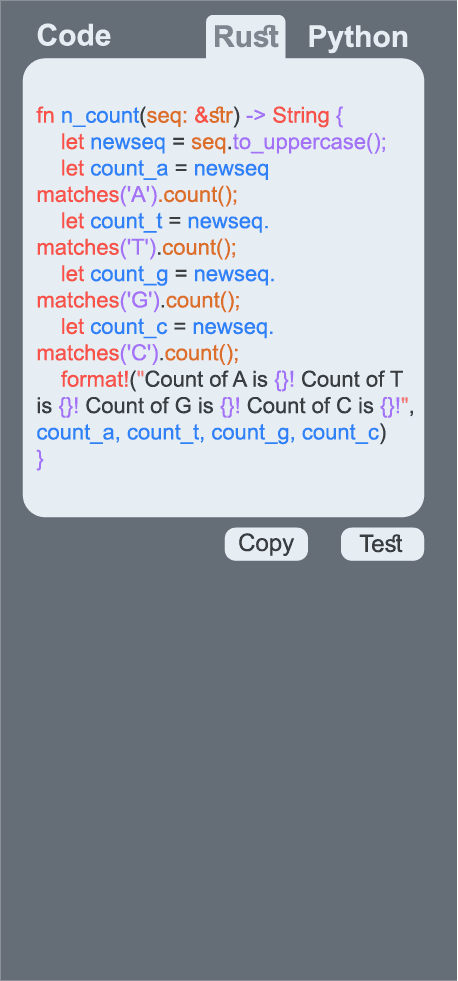 Code Rust Python
fn n_count(seq: &str) -> String {
let newseq = seq.to_uppercase();
let count_a = newseq
matches('A').count();
let count_t = newseq.
matches('T').count();
let count_g = newseq.
matches('G').count();
let count_c = newseq.
matches('C').count();
format!("Count of A is {}! Count of T
is {}! Count of G is {}! Count of C is {}!",
count_a, count_t, count_g, count_c)
}
Copy Test